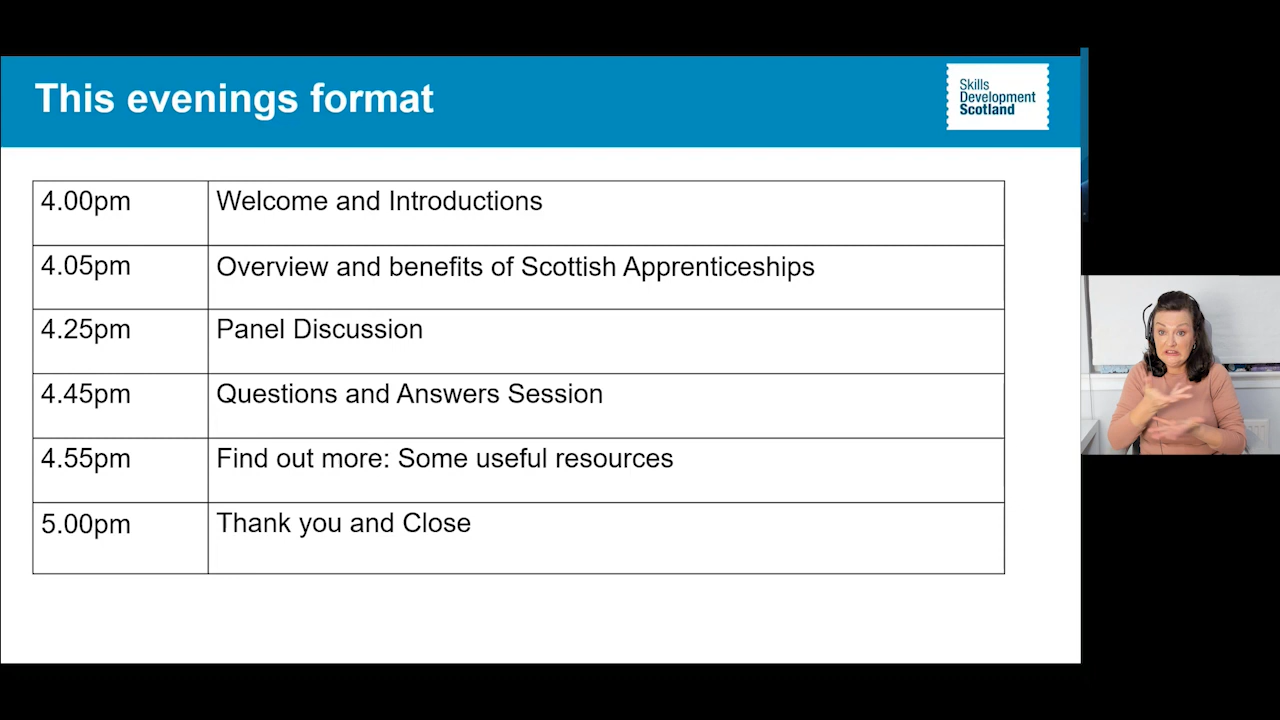 This evenings format
Skills
Development
Scotland
4.00pm Welcome and Introductions
4.05pm Overview and benefits of Scottish Apprenticeships
4.25pm Panel Discussion
4.45pm Questions and Answers Session
4.55pm Find out more: Some useful resources
5.00pm Thank you and Close